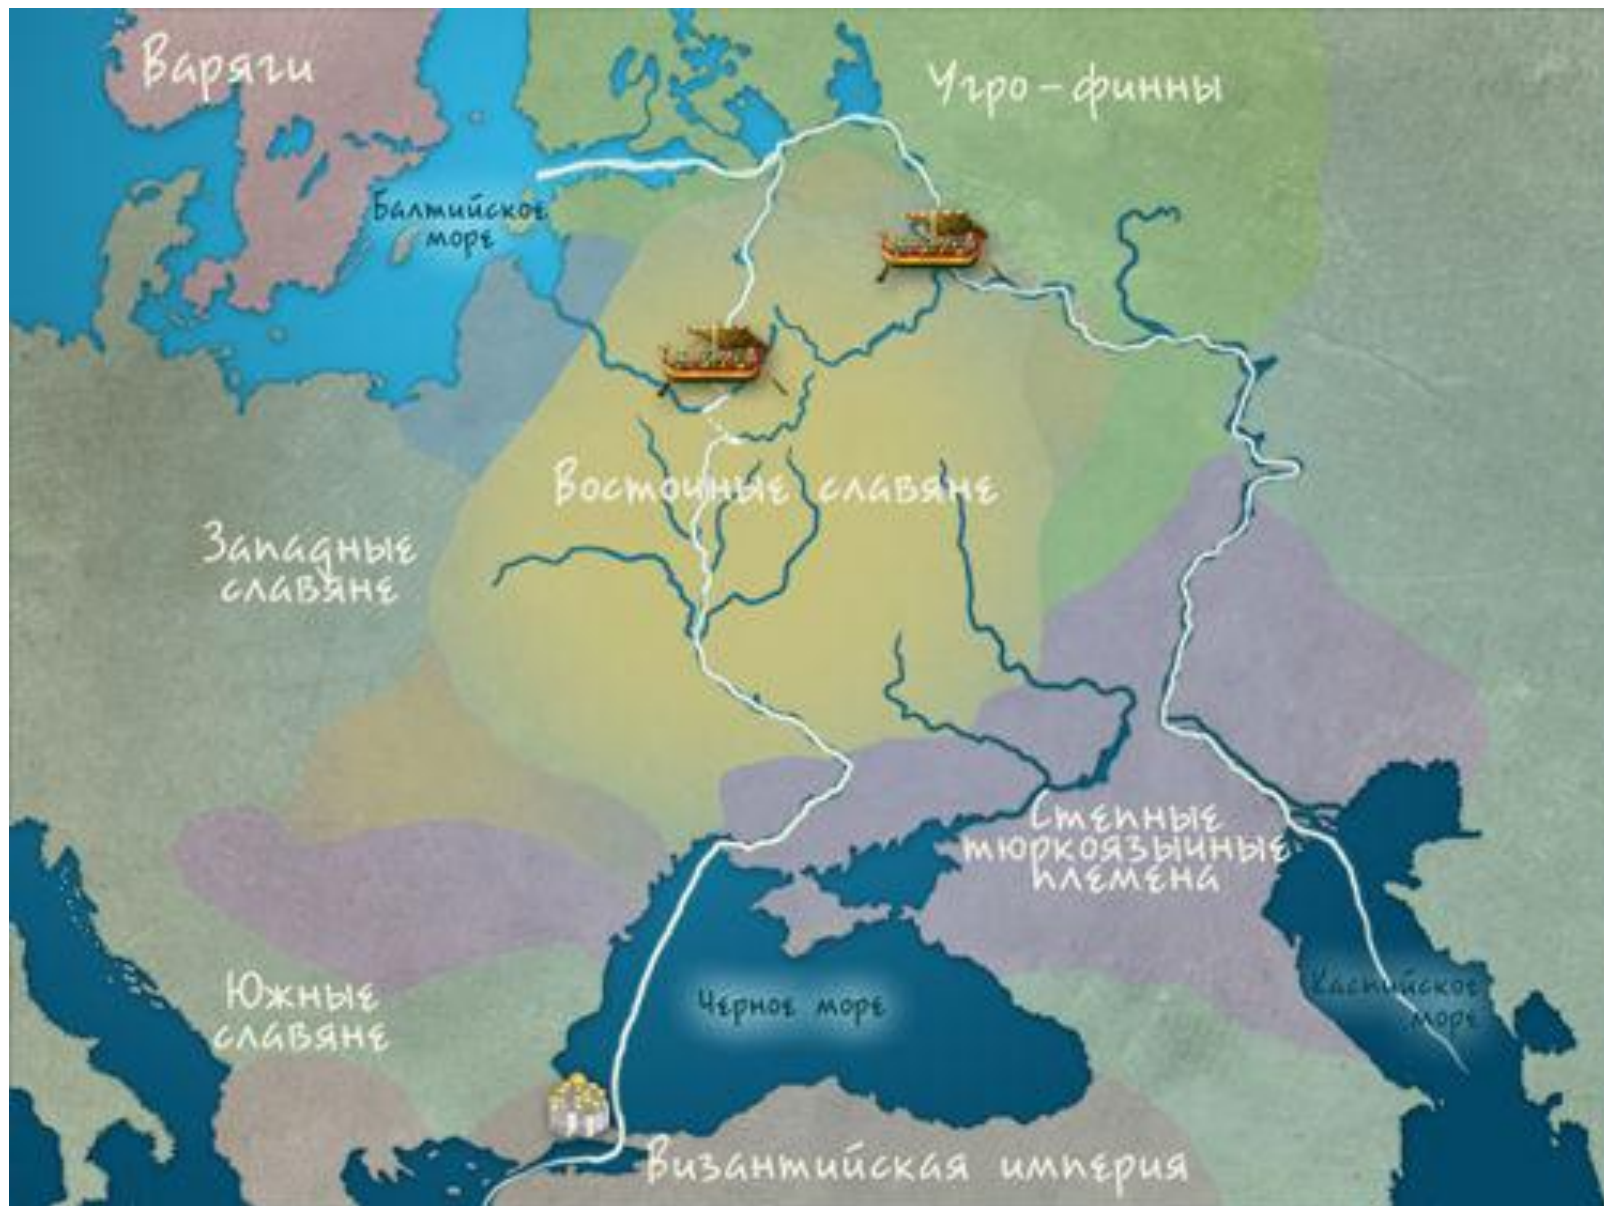 Варяги
Угро-финны
Балтийское
море
Восточные славяне
Западные
славяне
Степные
тюркоязычные
племена
Южные
славяне
Черное море
Каспийское
море
Византийская империя